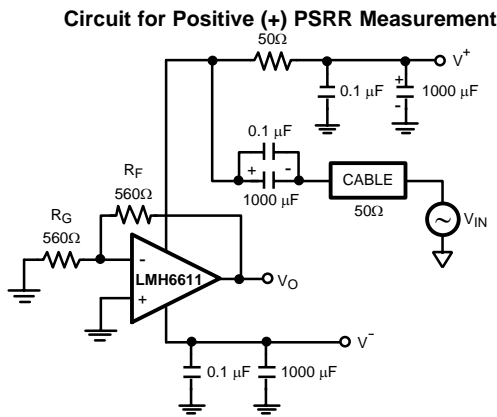 Circuit for Positive (+) PSRR Measurement
50Ω
V+
0.1 μF
+
-
1000 μF
0.1 μF
+
-
1000 μF
CABLE
50Ω
~
VIN
RF
560Ω
RG
560Ω
-
LMH6611
+
VO
V-
0.1 μF
1000 μF